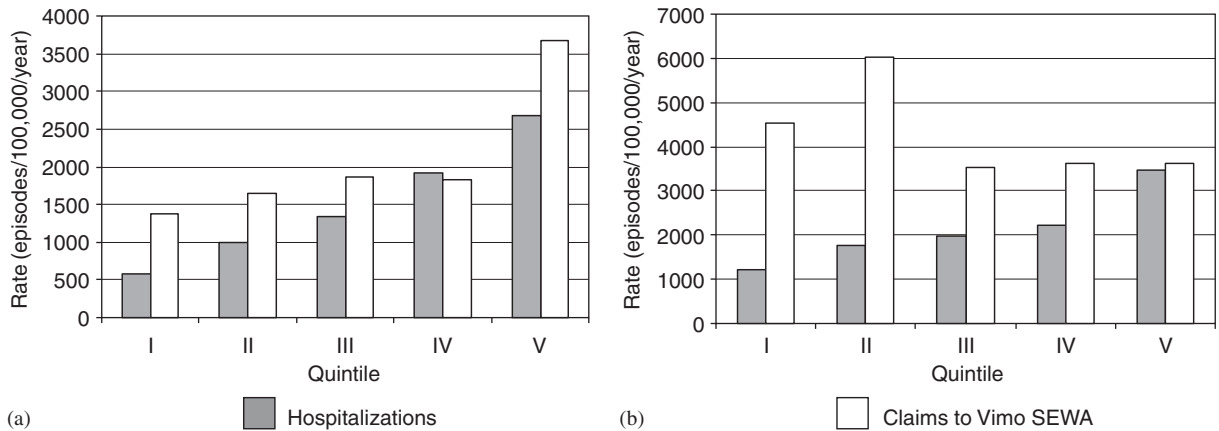 Rate (episodes/100,000/year)
4000
3500
3000
2500
2000
1500
1000
500
0
I II III IV V
Quintile
(a)
Hospitalizations
Rate (episodes/100,000/year)
7000
6000
5000
4000
3000
2000
1000
0
I II III IV V
Quintile
(b)
Claims to Vimo SEWA